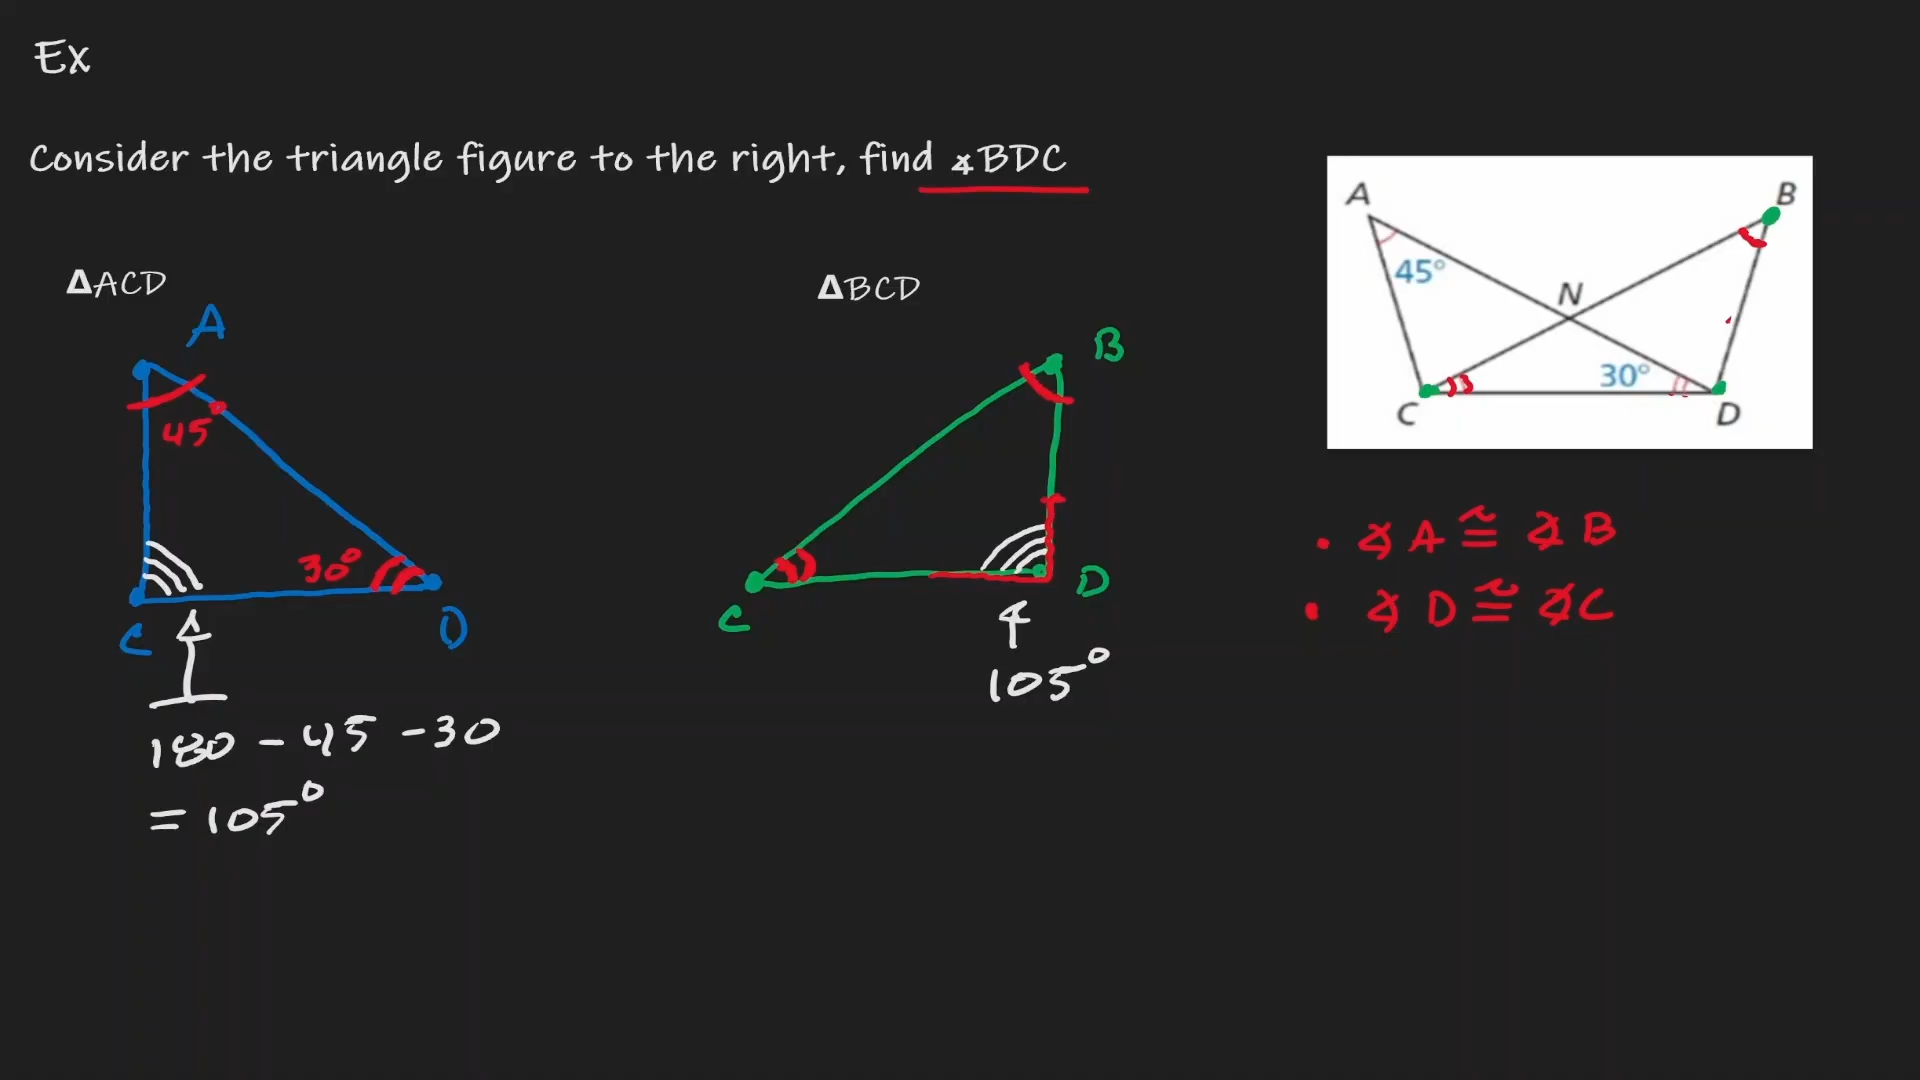 Ex
Consider the triangle figure to the right, find ∡BDC
ΔACD
A
45
30°
C
D
180 - 45 - 30
= 105°
ΔBCD
B
C
D
105°
A
B
45°
N
30°
C
D
• ∡A ≅ ∡B
• ∡D ≅ ∡C